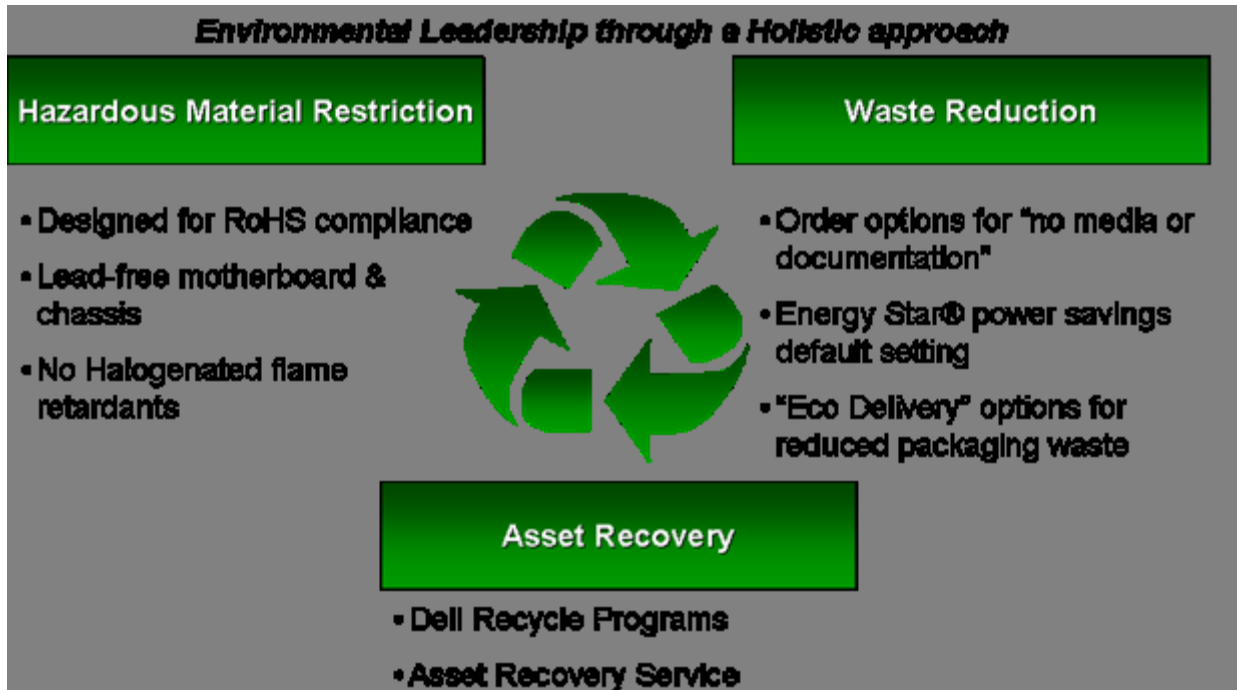 Environmental Leadership through a Holistic approach
Hazardous Material Restriction
• Designed for RoHS compliance
• Lead-free motherboard &
chassis
• No Halogenated flame
retardants
Waste Reduction
• Order options for "no media or
documentation"
• Energy Star® power savings
default setting
• "Eco Delivery" options for
reduced packaging waste
Asset Recovery
• Dell Recycle Programs
• Asset Recovery Service